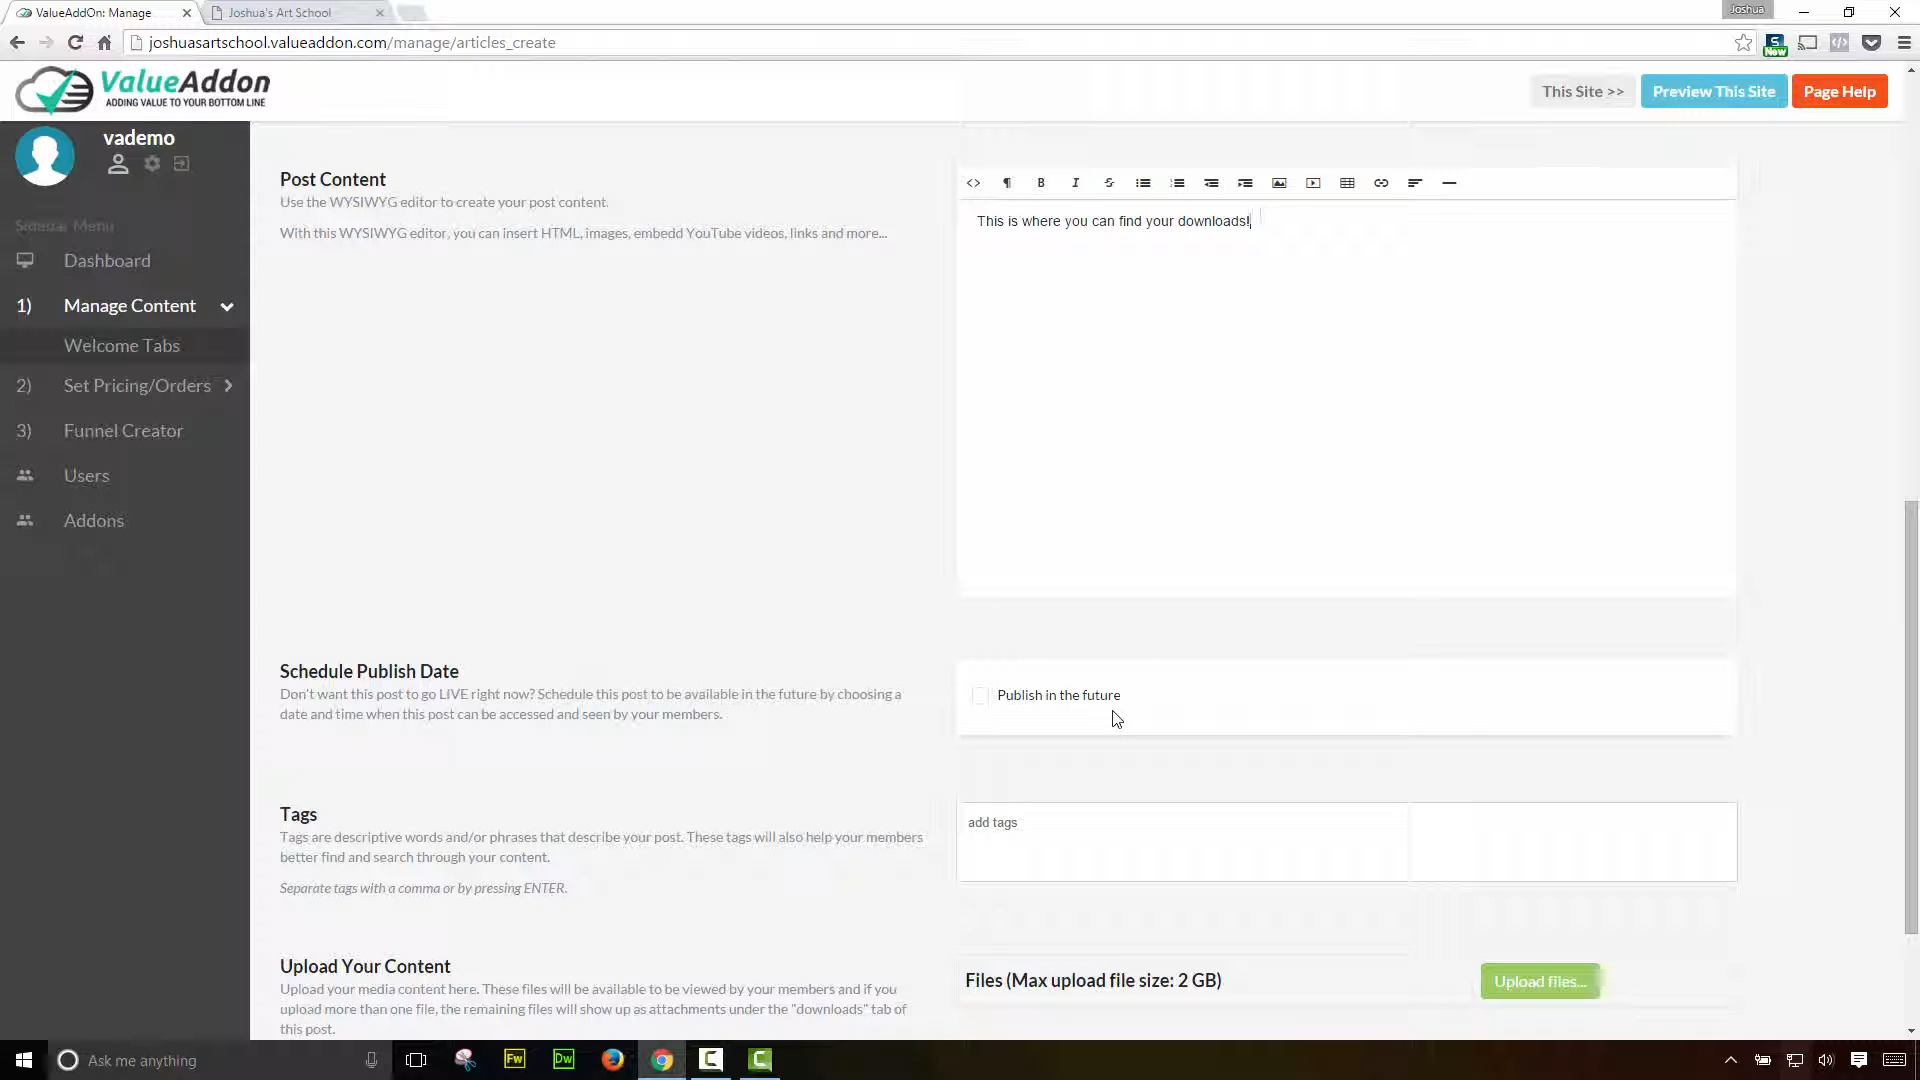 ValueAddOn: Manage
Joshua's Art School
Joshua
joshuasartschool.valueaddon.com/manage/articles_create
New
ValueAddon
ADDING VALUE TO YOUR BOTTOM LINE
This Site >>
Preview This Site
Page Help
vademo
Sidebar Menu
Dashboard
1) Manage Content
Welcome Tabs
2) Set Pricing/Orders
3) Funnel Creator
Users
Addons
Post Content
Use the WYSIWYG editor to create your post content.
With this WYSIWYG editor, you can insert HTML, images, embedd YouTube videos, links and more...
This is where you can find your downloads!
Schedule Publish Date
Don't want this post to go LIVE right now? Schedule this post to be available in the future by choosing a
date and time when this post can be accessed and seen by your members.
Publish in the future
Tags
Tags are descriptive words and/or phrases that describe your post. These tags will also help your members
better find and search through your content.
Separate tags with a comma or by pressing ENTER.
add tags
Upload Your Content
Upload your media content here. These files will be available to be viewed by your members and if you
upload more than one file, the remaining files will show up as attachments under the "downloads" tab of
this post.
Files (Max upload file size: 2 GB)
Upload files...
Ask me anything
Fw
Dw